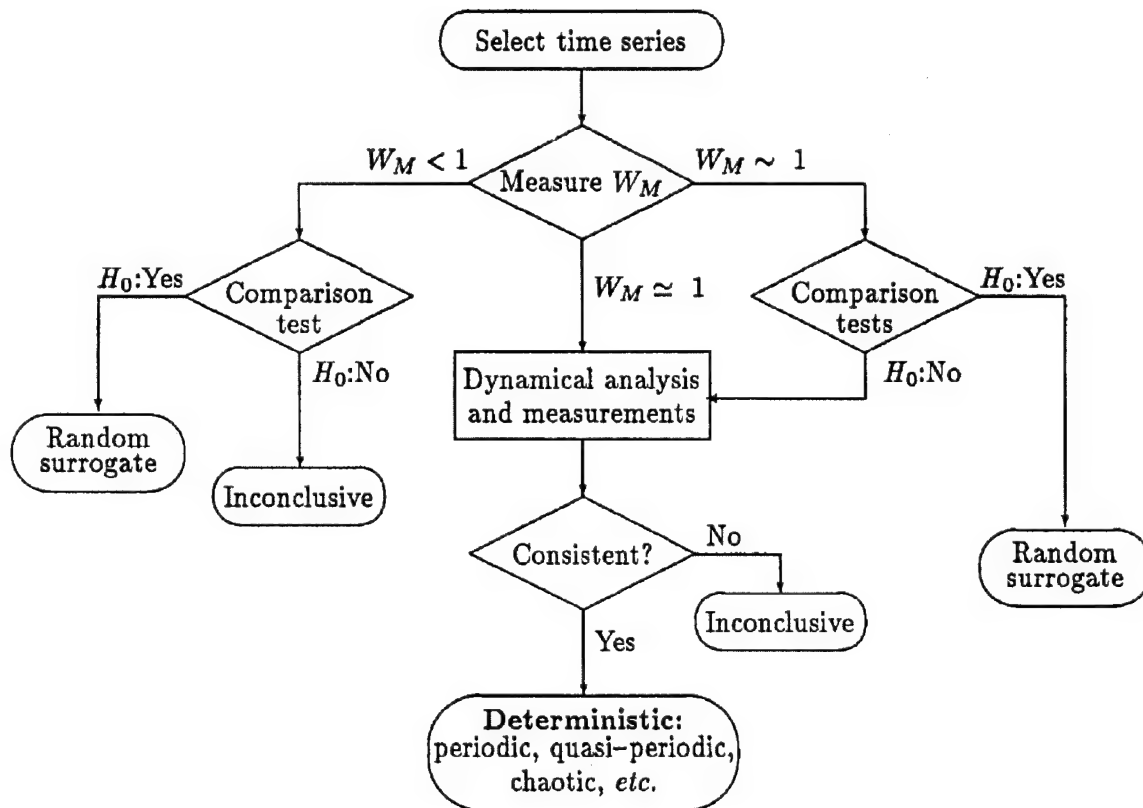 Select time series
W_M < 1
W_M ∼ 1
Measure W_M
H_0:Yes
Comparison
test
W_M ≃ 1
Comparison
tests
H_0:Yes
H_0:No
Dynamical analysis
and measurements
H_0:No
Random
surrogate
Inconclusive
Consistent?
No
Random
surrogate
Inconclusive
Yes
Deterministic:
periodic, quasi–periodic,
chaotic, etc.